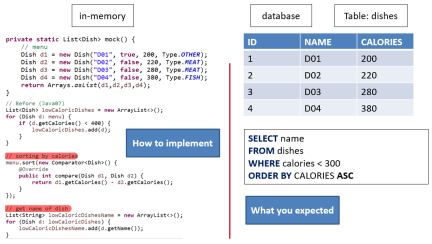 in-memory
private static List<Dish> mock() {
// menu
Dish d1 = new Dish("D01", true, 200, Type.OTHER);
Dish d2 = new Dish("D02", false, 220, Type.MEAT);
Dish d3 = new Dish("D03", false, 280, Type.MEAT);
Dish d4 = new Dish("D04", false, 380, Type.FISH);
return Arrays.asList(d1,d2,d3,d4);
}
// Before (Java07)
List<Dish> lowCaloricDishes = new ArrayList<>();
for (Dish d: menu) {
if (d.getCalories() < 400) {
lowCaloricDishes.add(d);
}
}
// sorting by calories
menu.sort(new Comparator<Dish>() {
@Override
public int compare(Dish d1, Dish d2) {
return d1.getCalories() - d2.getCalories();
}
});
// get name of dish
List<String> lowCaloricDishesName = new ArrayList<>();
for (Dish d: lowCaloricDishes) {
lowCaloricDishesName.add(d.getName());
}
How to implement
database
Table: dishes
ID NAME CALORIES
1 D01 200
2 D02 220
3 D03 280
4 D04 380
SELECT name
FROM dishes
WHERE calories < 300
ORDER BY CALORIES ASC
What you expected